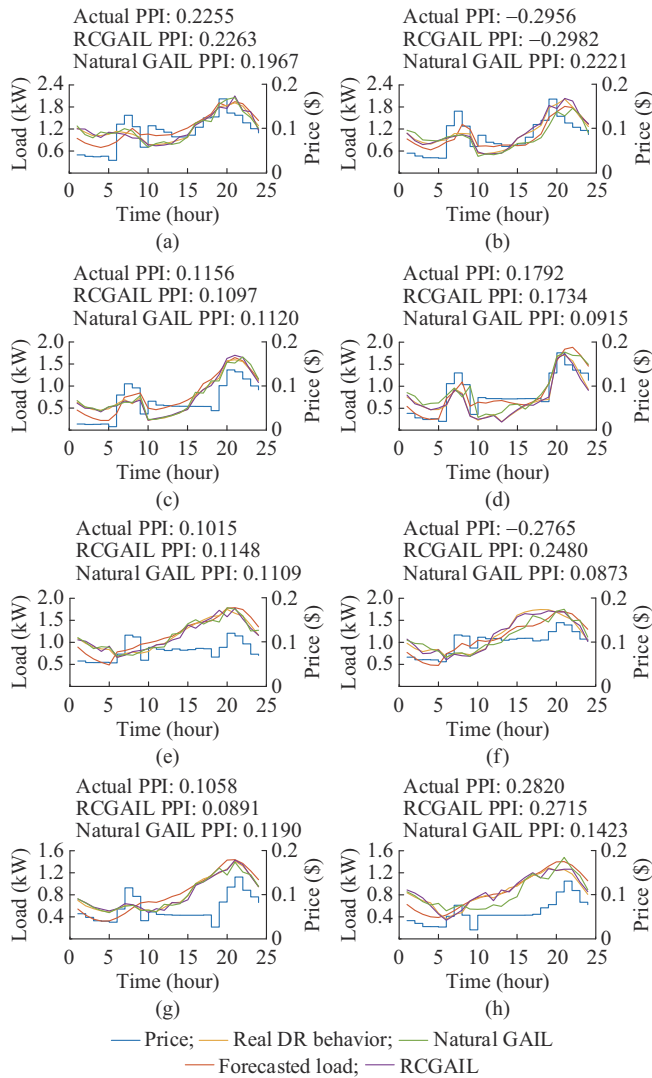 Actual PPI: 0.2255
RCGAIL PPI: 0.2263
Natural GAIL PPI: 0.1967
2.4
1.8
1.2
0.6
Load (kW)
0.2
0.1
0
Price ($)
0 5 10 15 20 25
Time (hour)
(a)
Actual PPI: −0.2956
RCGAIL PPI: −0.2982
Natural GAIL PPI: 0.2221
2.4
1.8
1.2
0.6
Load (kW)
0.2
0.1
0
Price ($)
0 5 10 15 20 25
Time (hour)
(b)
Actual PPI: 0.1156
RCGAIL PPI: 0.1097
Natural GAIL PPI: 0.1120
2.0
1.5
1.0
0.5
Load (kW)
0.2
0.1
0
Price ($)
0 5 10 15 20 25
Time (hour)
(c)
Actual PPI: 0.1792
RCGAIL PPI: 0.1734
Natural GAIL PPI: 0.0915
2.0
1.5
1.0
0.5
Load (kW)
0.2
0.1
0
Price ($)
0 5 10 15 20 25
Time (hour)
(d)
Actual PPI: 0.1015
RCGAIL PPI: 0.1148
Natural GAIL PPI: 0.1109
2.0
1.5
1.0
0.5
Load (kW)
0.2
0.1
0
Price ($)
0 5 10 15 20 25
Time (hour)
(e)
Actual PPI: −0.2765
RCGAIL PPI: 0.2480
Natural GAIL PPI: 0.0873
2.0
1.5
1.0
0.5
Load (kW)
0.2
0.1
0
Price ($)
0 5 10 15 20 25
Time (hour)
(f)
Actual PPI: 0.1058
RCGAIL PPI: 0.0891
Natural GAIL PPI: 0.1190
1.6
1.2
0.8
0.4
Load (kW)
0.2
0.1
0
Price ($)
0 5 10 15 20 25
Time (hour)
(g)
Actual PPI: 0.2820
RCGAIL PPI: 0.2715
Natural GAIL PPI: 0.1423
1.6
1.2
0.8
0.4
Load (kW)
0.2
0.1
0
Price ($)
0 5 10 15 20 25
Time (hour)
(h)
Price; Real DR behavior; Natural GAIL
Forecasted load; RCGAIL